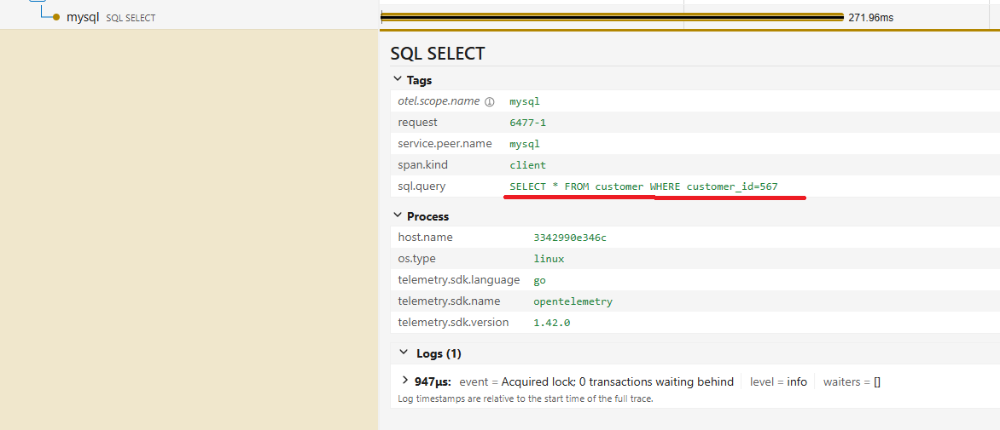 mysql SQL SELECT 271.96ms
SQL SELECT
Tags
otel.scope.name mysql
request 6477-1
service.peer.name mysql
span.kind client
sql.query SELECT * FROM customer WHERE customer_id=567
Process
host.name 3342990e346c
os.type linux
telemetry.sdk.language go
telemetry.sdk.name opentelemetry
telemetry.sdk.version 1.42.0
Logs (1)
947μs: event = Acquired lock; 0 transactions waiting behind level = info waiters = []
Log timestamps are relative to the start time of the full trace.